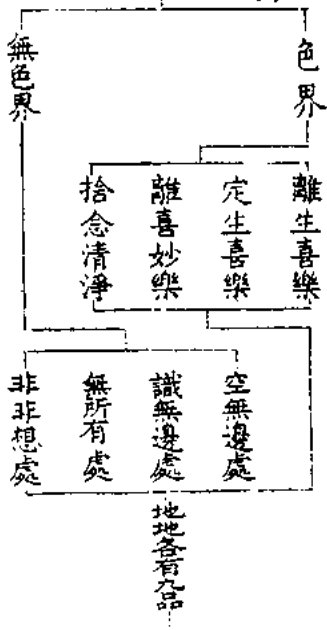 色界
離生喜樂
定生喜樂
離喜妙樂
捨念清淨
無色界
空無邊處
識無邊處
無所有處
非非想處
地地各有九品